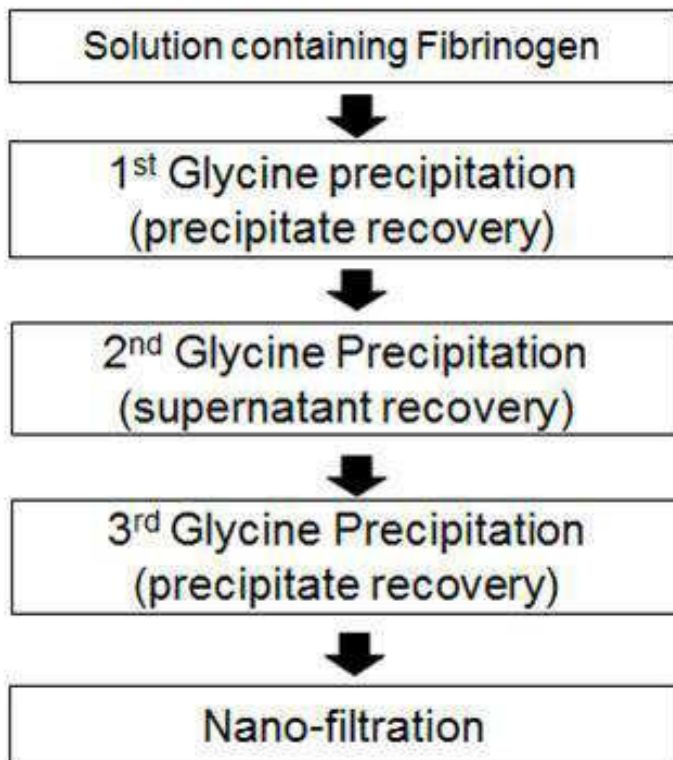 Solution containing Fibrinogen
1st Glycine precipitation
(precipitate recovery)
2nd Glycine Precipitation
(supernatant recovery)
3rd Glycine Precipitation
(precipitate recovery)
Nano-filtration